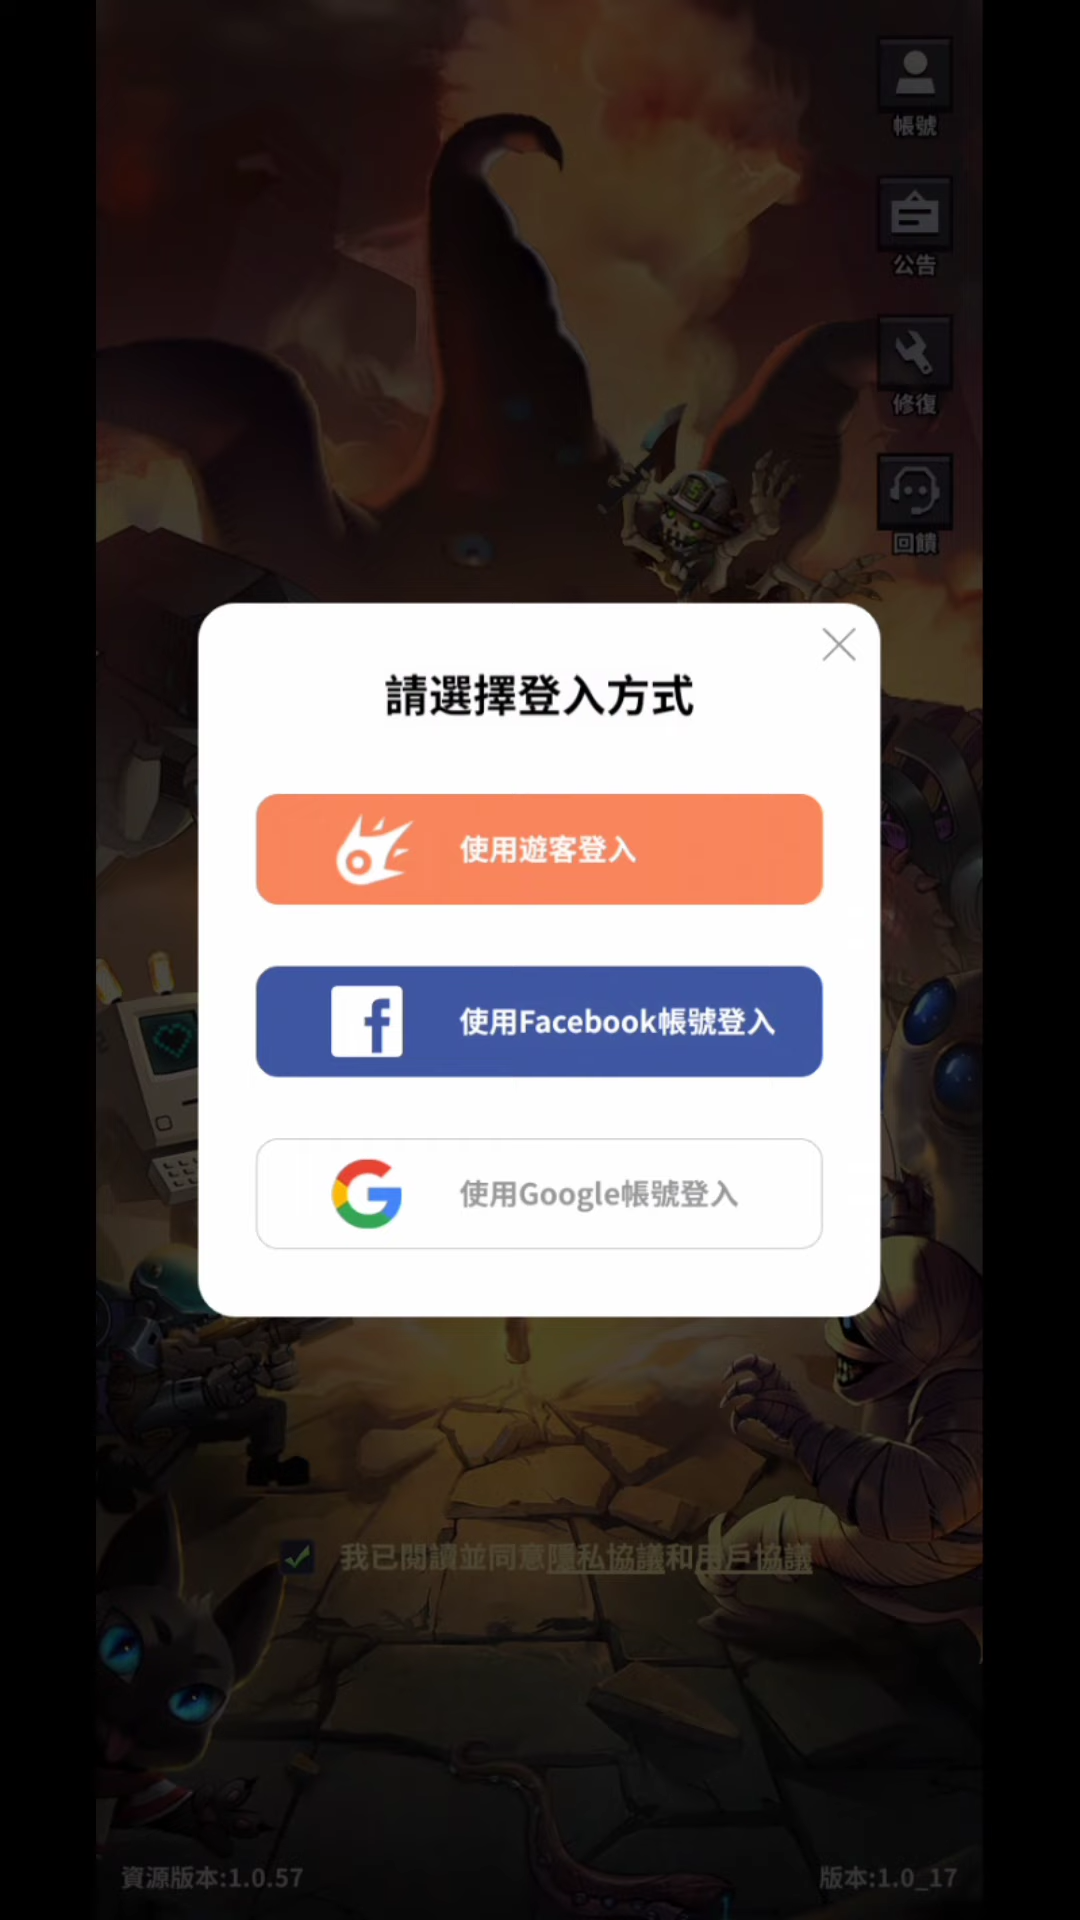 帳號
公告
修復
回饋
請選擇登入方式
使用遊客登入
使用Facebook帳號登入
使用Google帳號登入
我已閱讀並同意隱私協議和用戶協議
資源版本:1.0.57
版本:1.0_17